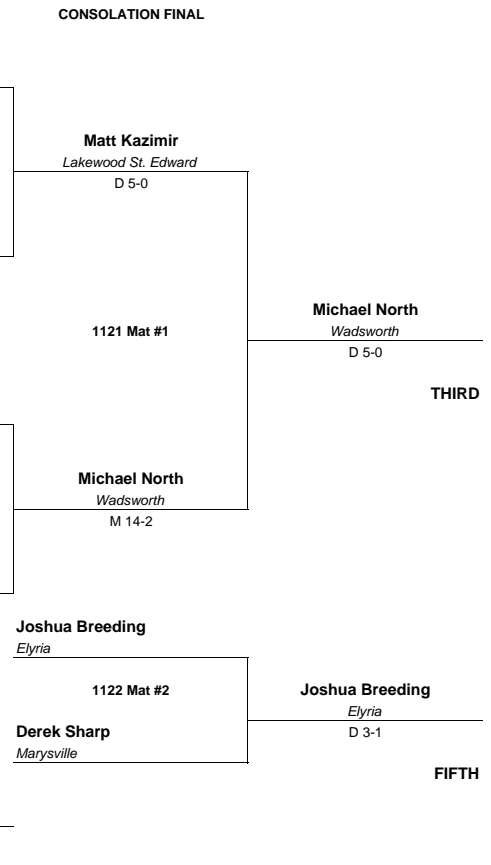 CONSOLATION FINAL
Matt Kazimir
Lakewood St. Edward
D 5-0
1121 Mat #1
Michael North
Wadsworth
D 5-0
THIRD
Michael North
Wadsworth
M 14-2
Joshua Breeding
Elyria
1122 Mat #2
Joshua Breeding
Elyria
D 3-1
Derek Sharp
Marysville
FIFTH